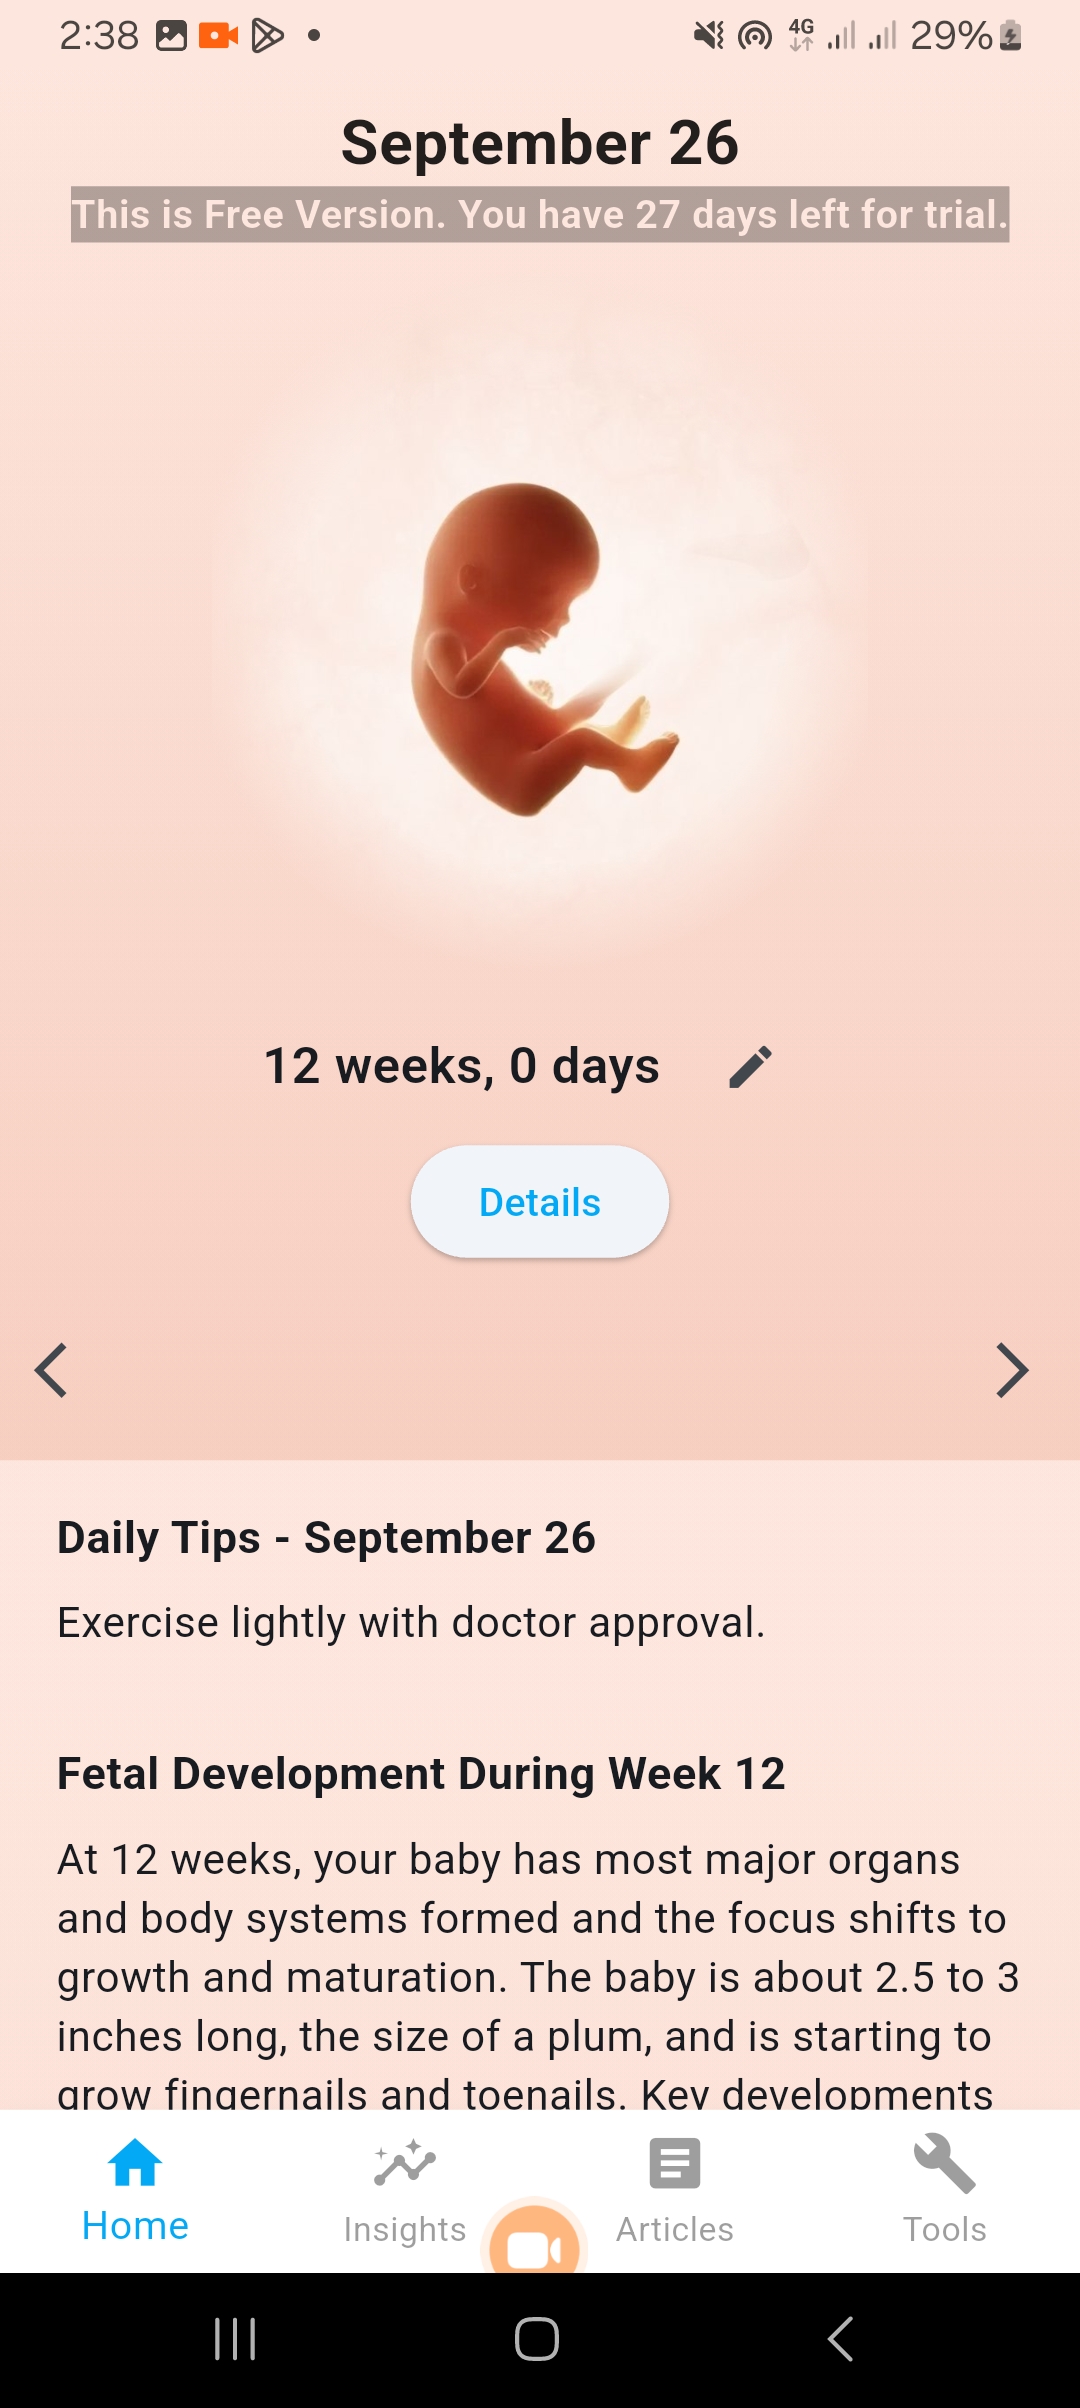 2:38
4G
29%
September 26
This is Free Version. You have 27 days left for trial.
12 weeks, 0 days
Details
Daily Tips - September 26
Exercise lightly with doctor approval.
Fetal Development During Week 12
At 12 weeks, your baby has most major organs
and body systems formed and the focus shifts to
growth and maturation. The baby is about 2.5 to 3
inches long, the size of a plum, and is starting to
grow fingernails and toenails. Key developments
Home
Insights
Articles
Tools